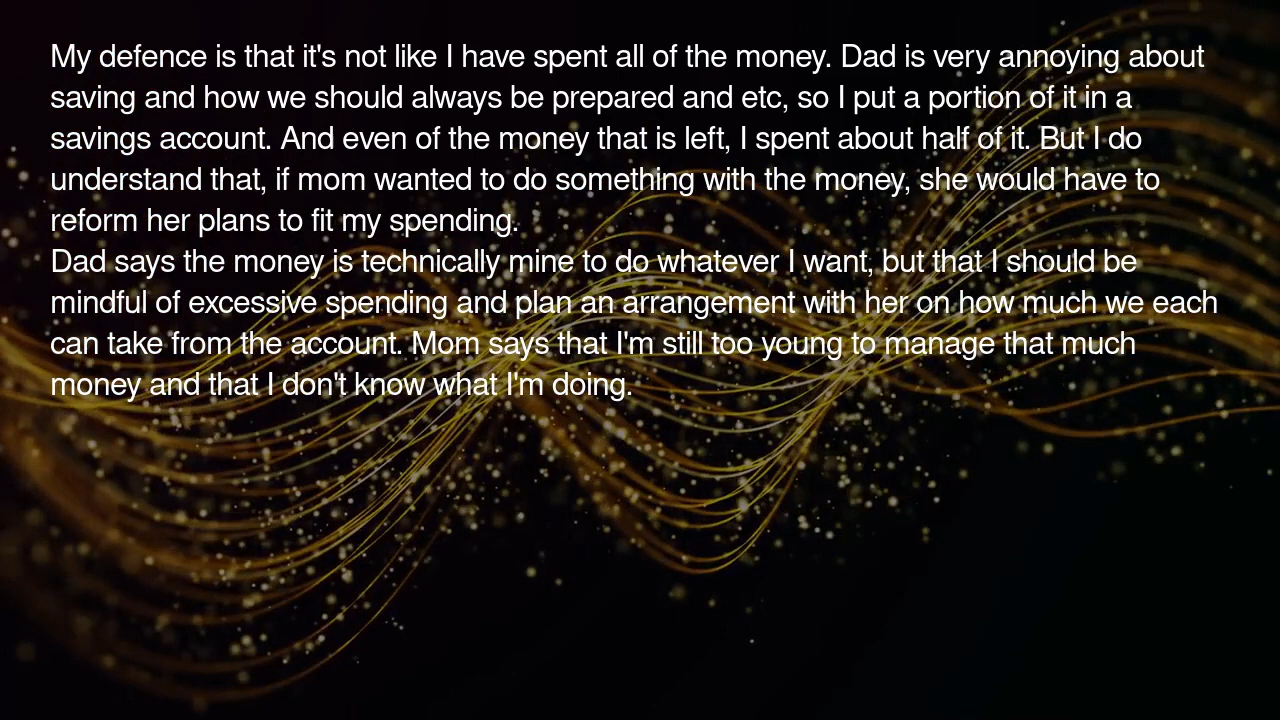 My defence is that it's not like I have spent all of the money. Dad is very annoying about
saving and how we should always be prepared and etc, so I put a portion of it in a
savings account. And even of the money that is left, I spent about half of it. But I do
understand that, if mom wanted to do something with the money, she would have to
reform her plans to fit my spending.
Dad says the money is technically mine to do whatever I want, but that I should be
mindful of excessive spending and plan an arrangement with her on how much we each
can take from the account. Mom says that I'm still too young to manage that much
money and that I don't know what I'm doing.